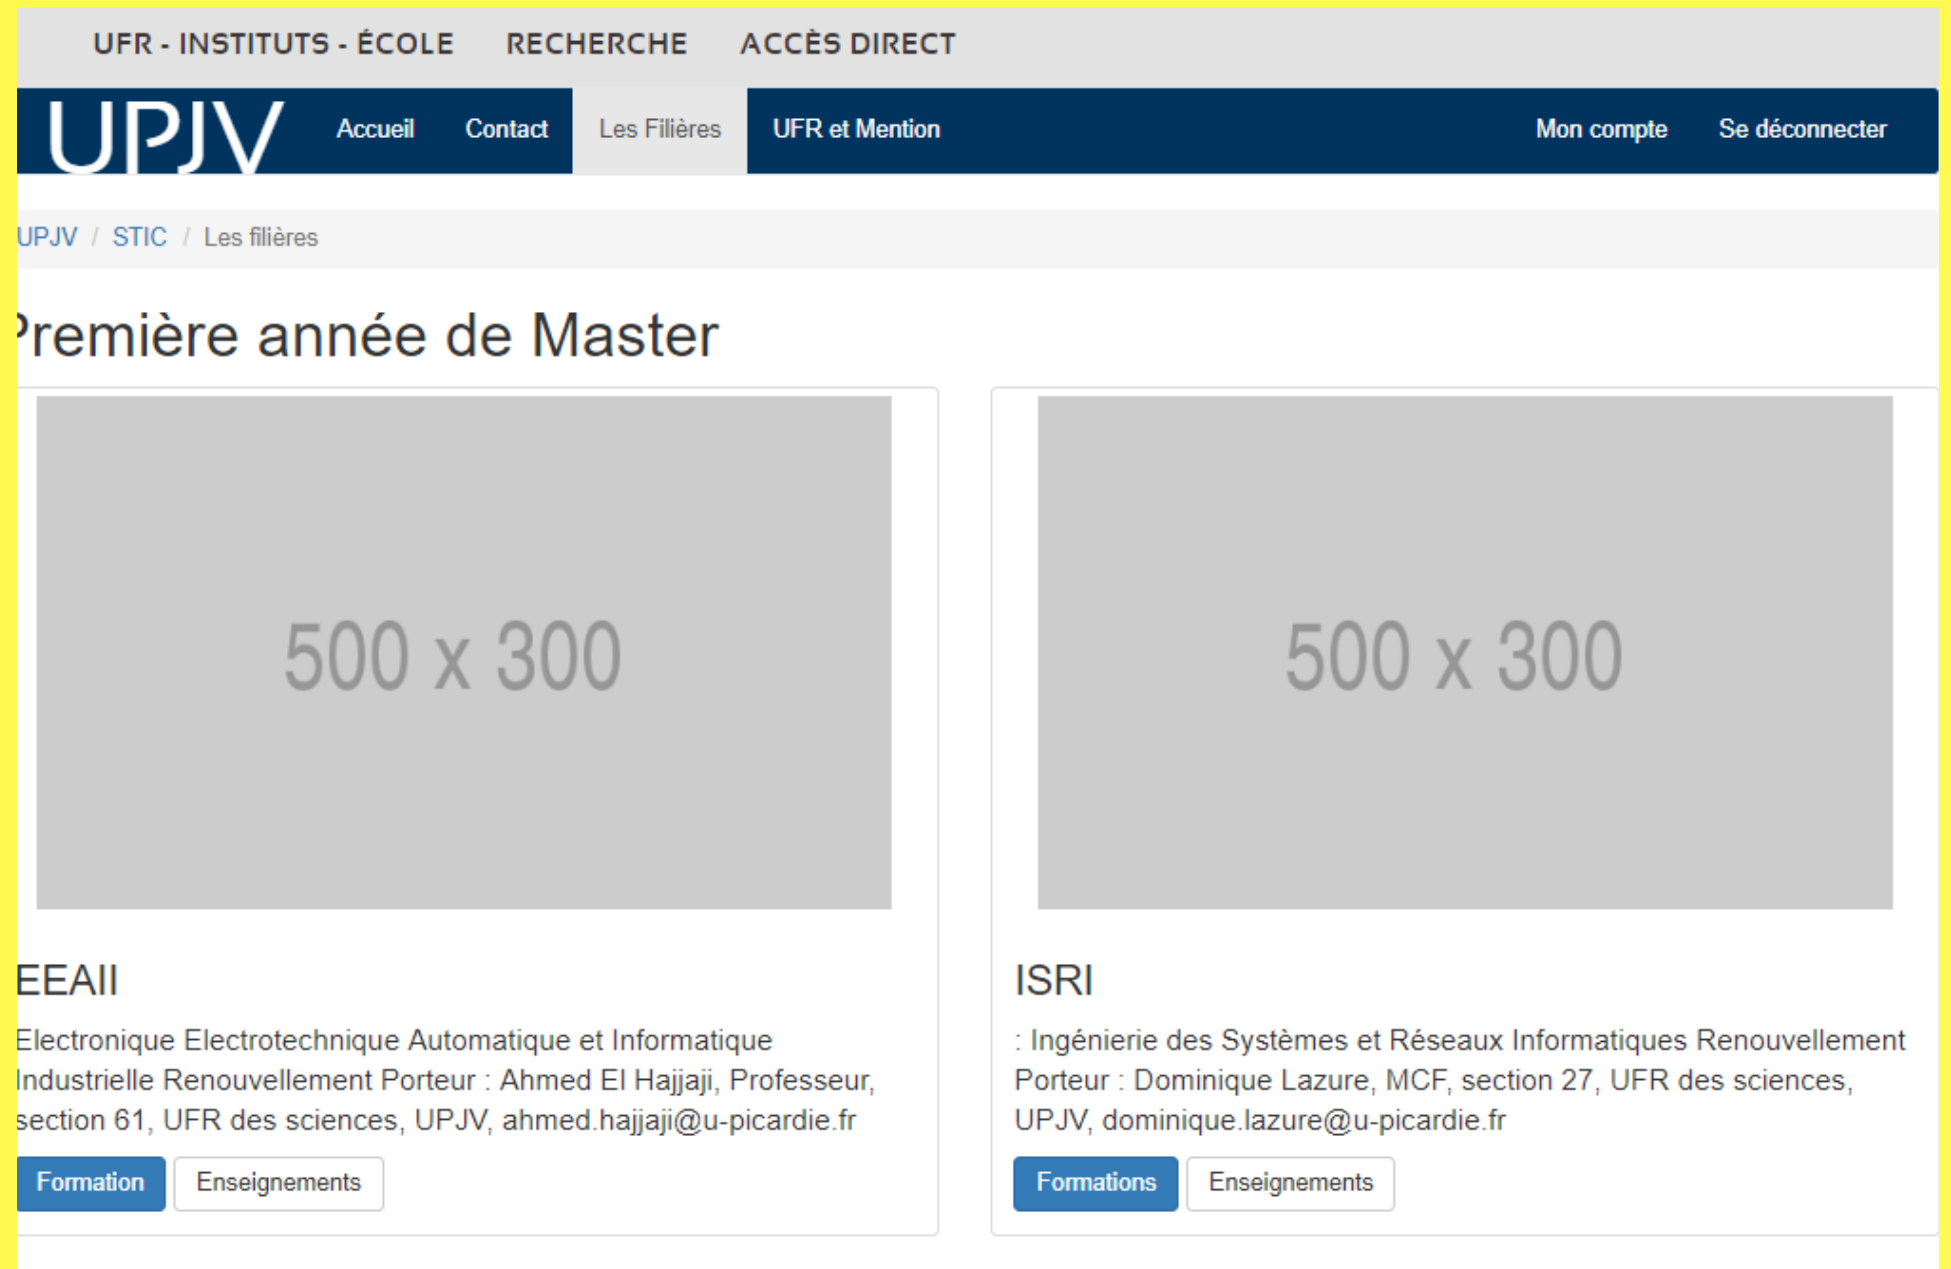 UFR - INSTITUTS - ÉCOLE RECHERCHE ACCÈS DIRECT
UPJV Accueil Contact Les Filières UFR et Mention Mon compte Se déconnecter
UPJV / STIC / Les filières
Première année de Master
500 x 300 500 x 300
EEAII
Electronique Electrotechnique Automatique et Informatique
Industrielle Renouvellement Porteur : Ahmed El Hajjaji, Professeur,
section 61, UFR des sciences, UPJV, ahmed.hajjaji@u-picardie.fr
Formation Enseignements
ISRI
: Ingénierie des Systèmes et Réseaux Informatiques Renouvellement
Porteur : Dominique Lazure, MCF, section 27, UFR des sciences,
UPJV, dominique.lazure@u-picardie.fr
Formations Enseignements